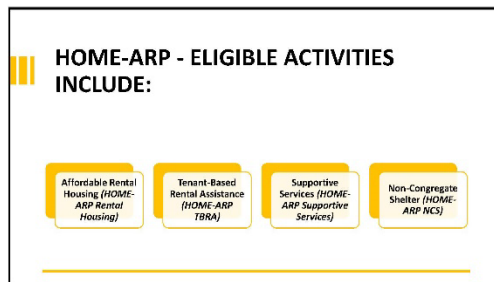 HOME-ARP - ELIGIBLE ACTIVITIES
INCLUDE:
Affordable Rental
Housing (HOME-
ARP Rental
Housing)
Tenant-Based
Rental Assistance
(HOME-ARP
TBRA)
Supportive
Services (HOME-
ARP Supportive
Services)
Non-Congregate
Shelter (HOME-
ARP NCS)